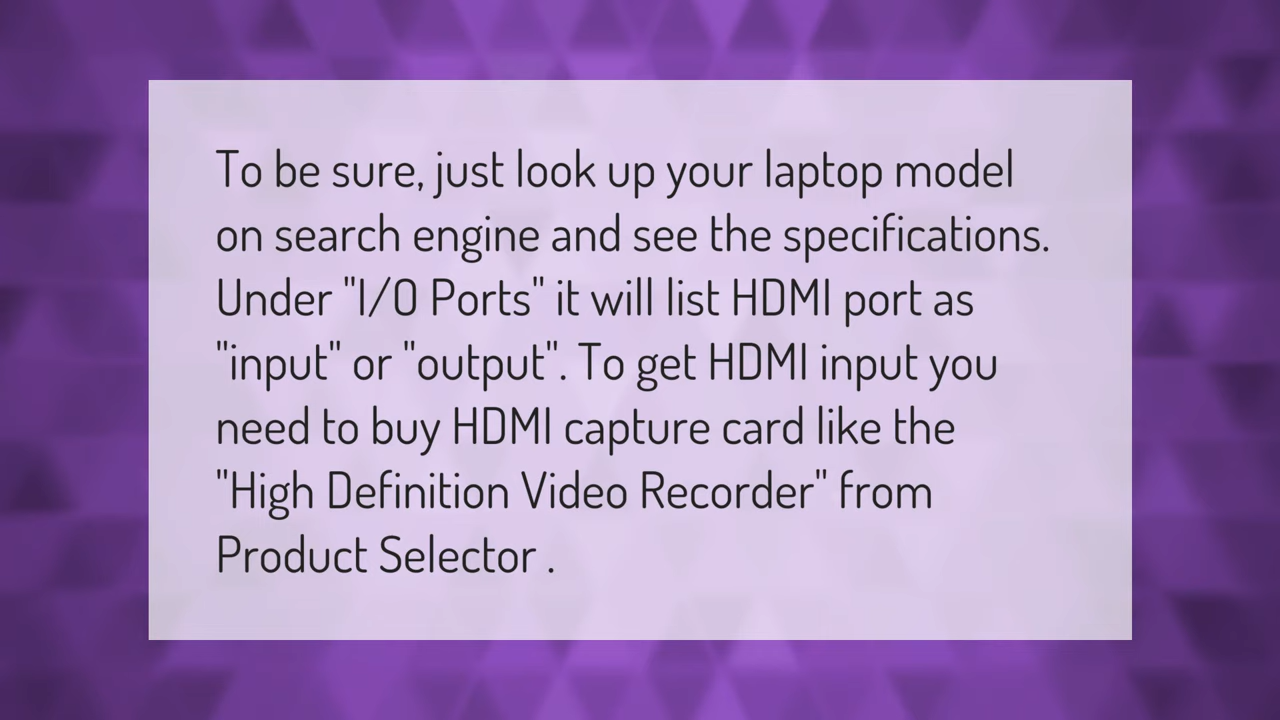 To be sure, just look up your laptop model
on search engine and see the specifications.
Under "I/O Ports" it will list HDMI port as
"input" or "output". To get HDMI input you
need to buy HDMI capture card like the
"High Definition Video Recorder" from
Product Selector .